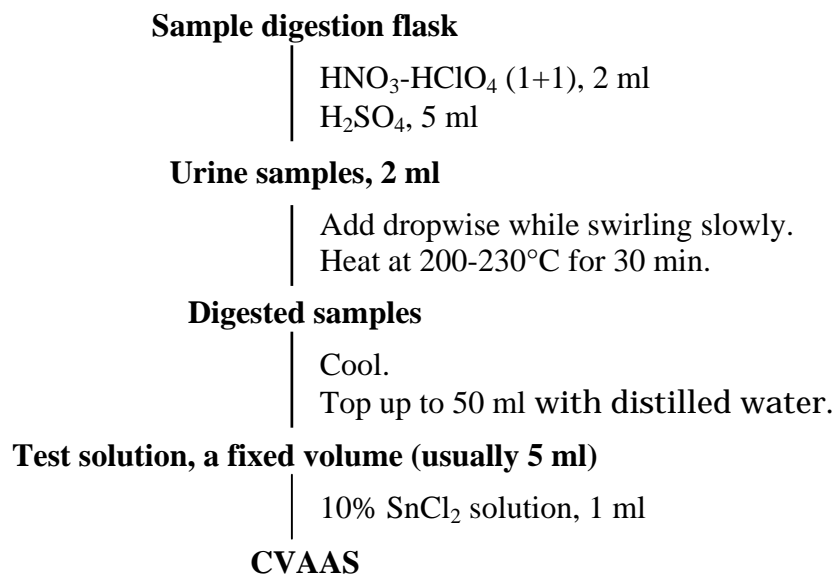 Sample digestion flask
HNO₃-HClO₄ (1+1), 2 ml
H₂SO₄, 5 ml
Urine samples, 2 ml
Add dropwise while swirling slowly.
Heat at 200-230°C for 30 min.
Digested samples
Cool.
Top up to 50 ml with distilled water.
Test solution, a fixed volume (usually 5 ml)
10% SnCl₂ solution, 1 ml
CVAAS